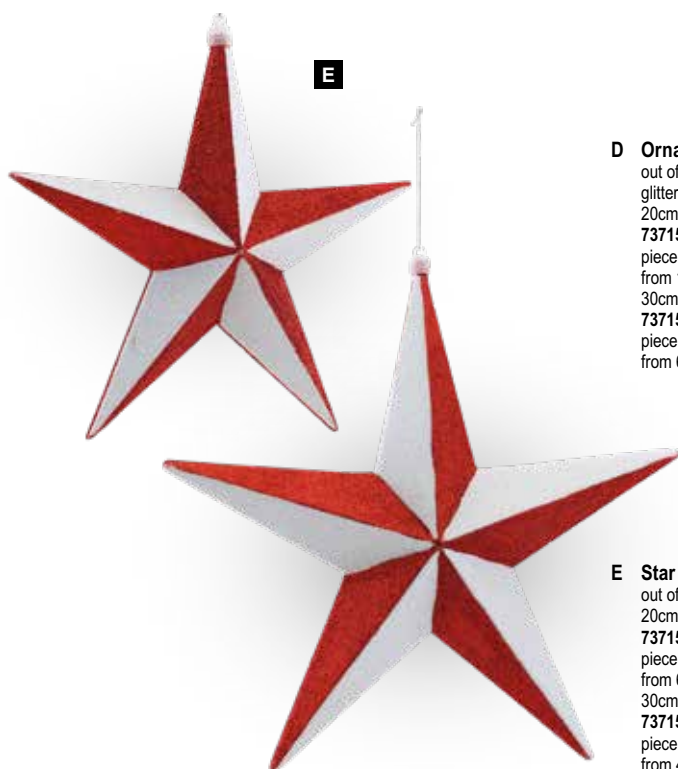 E
D
out of
glitter
20cm
73715
piece
from
30cm
73715
piece
from
E Star
out of
20cm
73715
piece
from
30cm
73715
piece
from